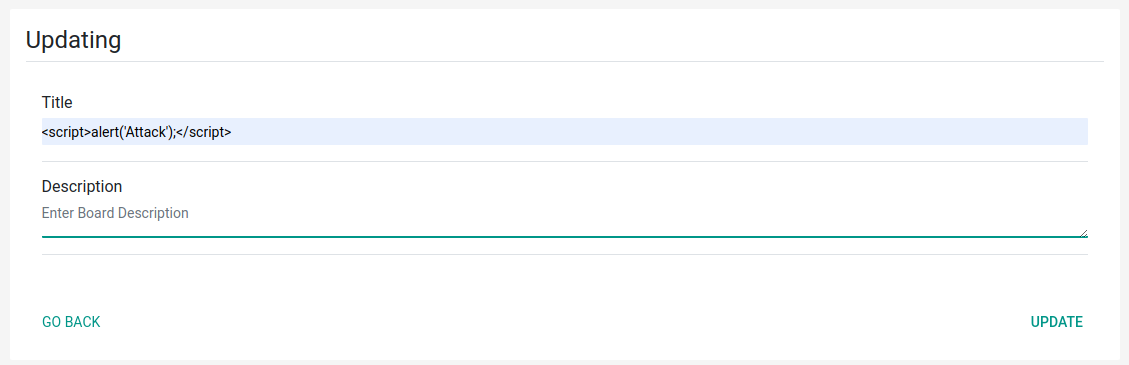 Updating
Title
<script>alert('Attack');</script>
Description
Enter Board Description
GO BACK
UPDATE